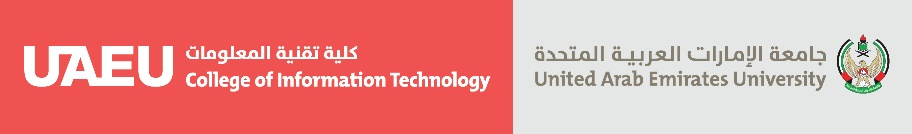 UAEU
كلية تقنية المعلومات
College of Information Technology
جامعة الإمارات العربية المتحدة
United Arab Emirates University